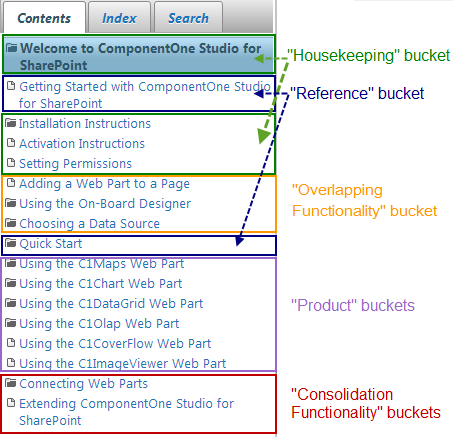 Contents Index Search
Welcome to ComponentOne Studio for
SharePoint
"Housekeeping" bucket
Getting Started with ComponentOne Studio
for SharePoint
"Reference" bucket
Installation Instructions
Activation Instructions
Setting Permissions
Adding a Web Part to a Page
Using the On-Board Designer
Choosing a Data Source
"Overlapping
Functionality" bucket
Quick Start
Using the C1Maps Web Part
Using the C1Chart Web Part
Using the C1DataGrid Web Part
Using the C1Olap Web Part
Using the C1CoverFlow Web Part
Using the C1ImageViewer Web Part
"Product" buckets
Connecting Web Parts
Extending ComponentOne Studio for
SharePoint
"Consolidation
Functionality" buckets